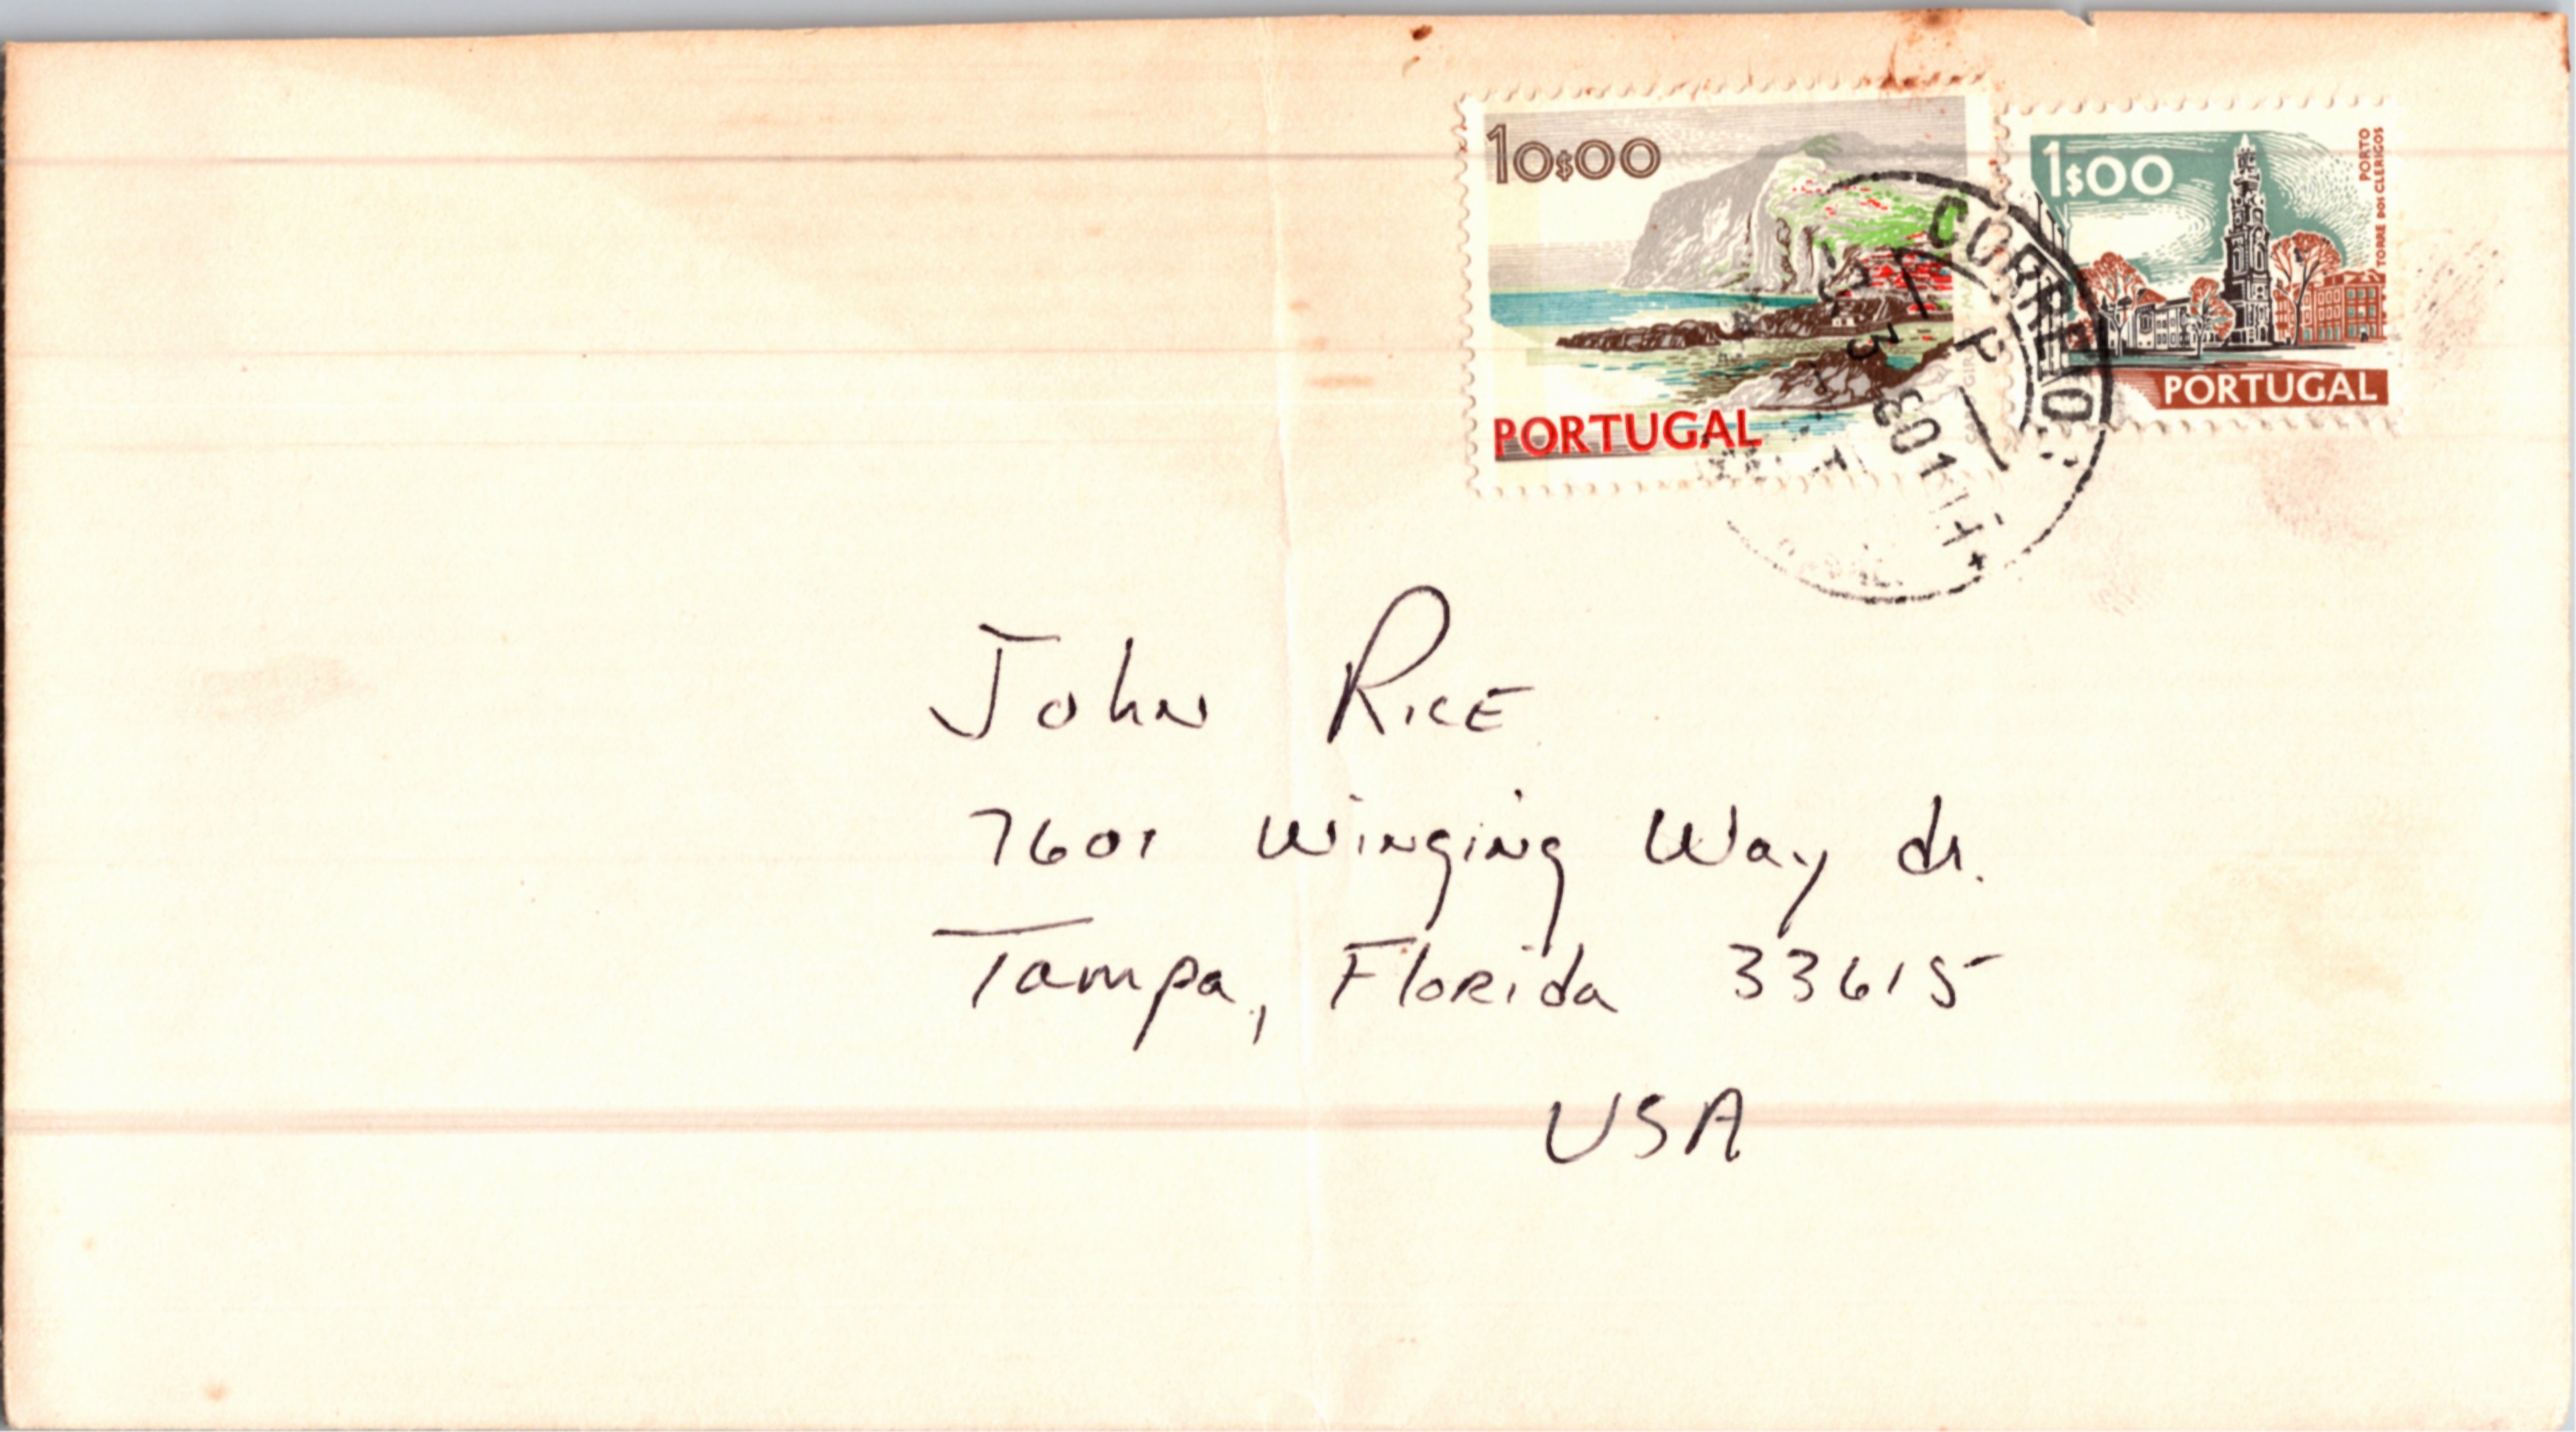 10$00
PORTUGAL
1$00
PORTO
TORRE DOS CLERIGOS
PORTUGAL
CORREIO
John RICE
7601 Winging Way dr.
Tampa, Florida 33615
USA